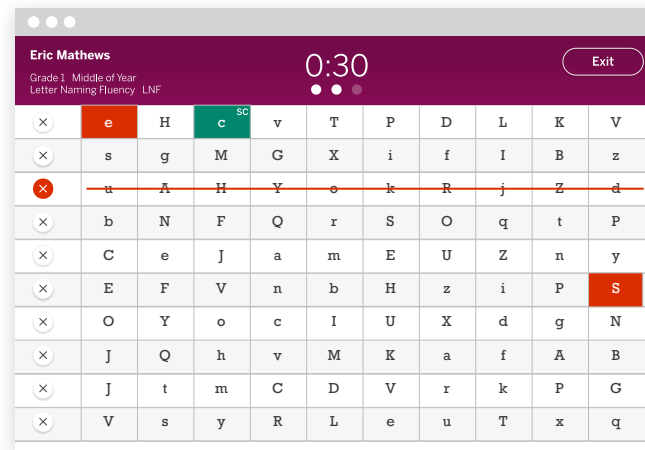 Eric Mathews
Grade 1 Middle of Year
Letter Naming Fluency LNF
0:30
Exit
e H c SC v T P D L K V
s g M G X i f I B z
u A H Y o k R j Z d
b N F Q r S O q t P
C e J a m E U Z n y
E F V n b H z i P S
O Y o c I U X d g N
J Q h v M K a f A B
J t m C D V r k P G
V s y R L e u T x q